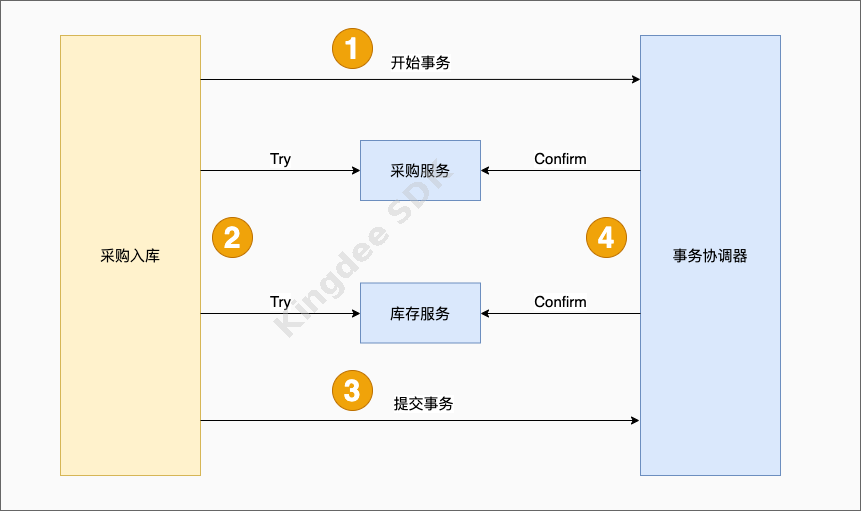 1
开始事务
Try
采购服务
Confirm
采购入库
2
4
事务协调器
Try
库存服务
Confirm
3
提交事务
Kingdee SDK